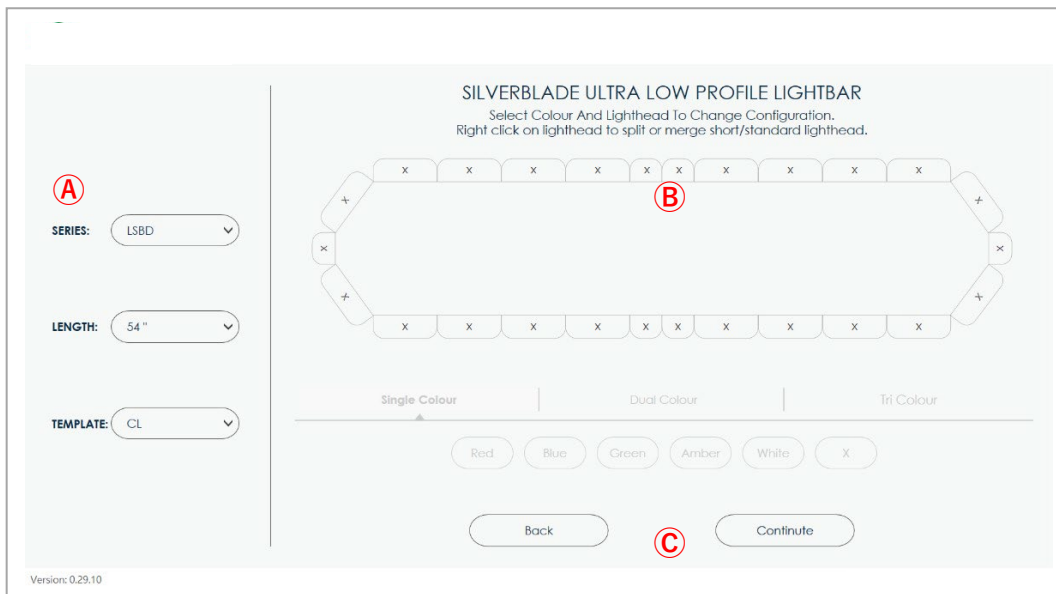 SILVERBLADE ULTRA LOW PROFILE LIGHTBAR
Select Colour And Lighthead To Change Configuration.
Right click on lighthead to split or merge short/standard lighthead.
X X X X X X X X X X
Ⓐ
Ⓑ
X X
SERIES: LSBD
X X
X X
LENGTH: 54 "
X X X X X X X X X X
Single Colour Dual Colour Tri Colour
TEMPLATE: CL
Red Blue Green Amber White X
Back Continute
Ⓒ
Version: 0.29.10